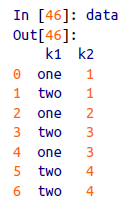 In [46]: data
Out[46]:
k1 k2
0 one 1
1 two 1
2 one 2
3 two 3
4 one 3
5 two 4
6 two 4